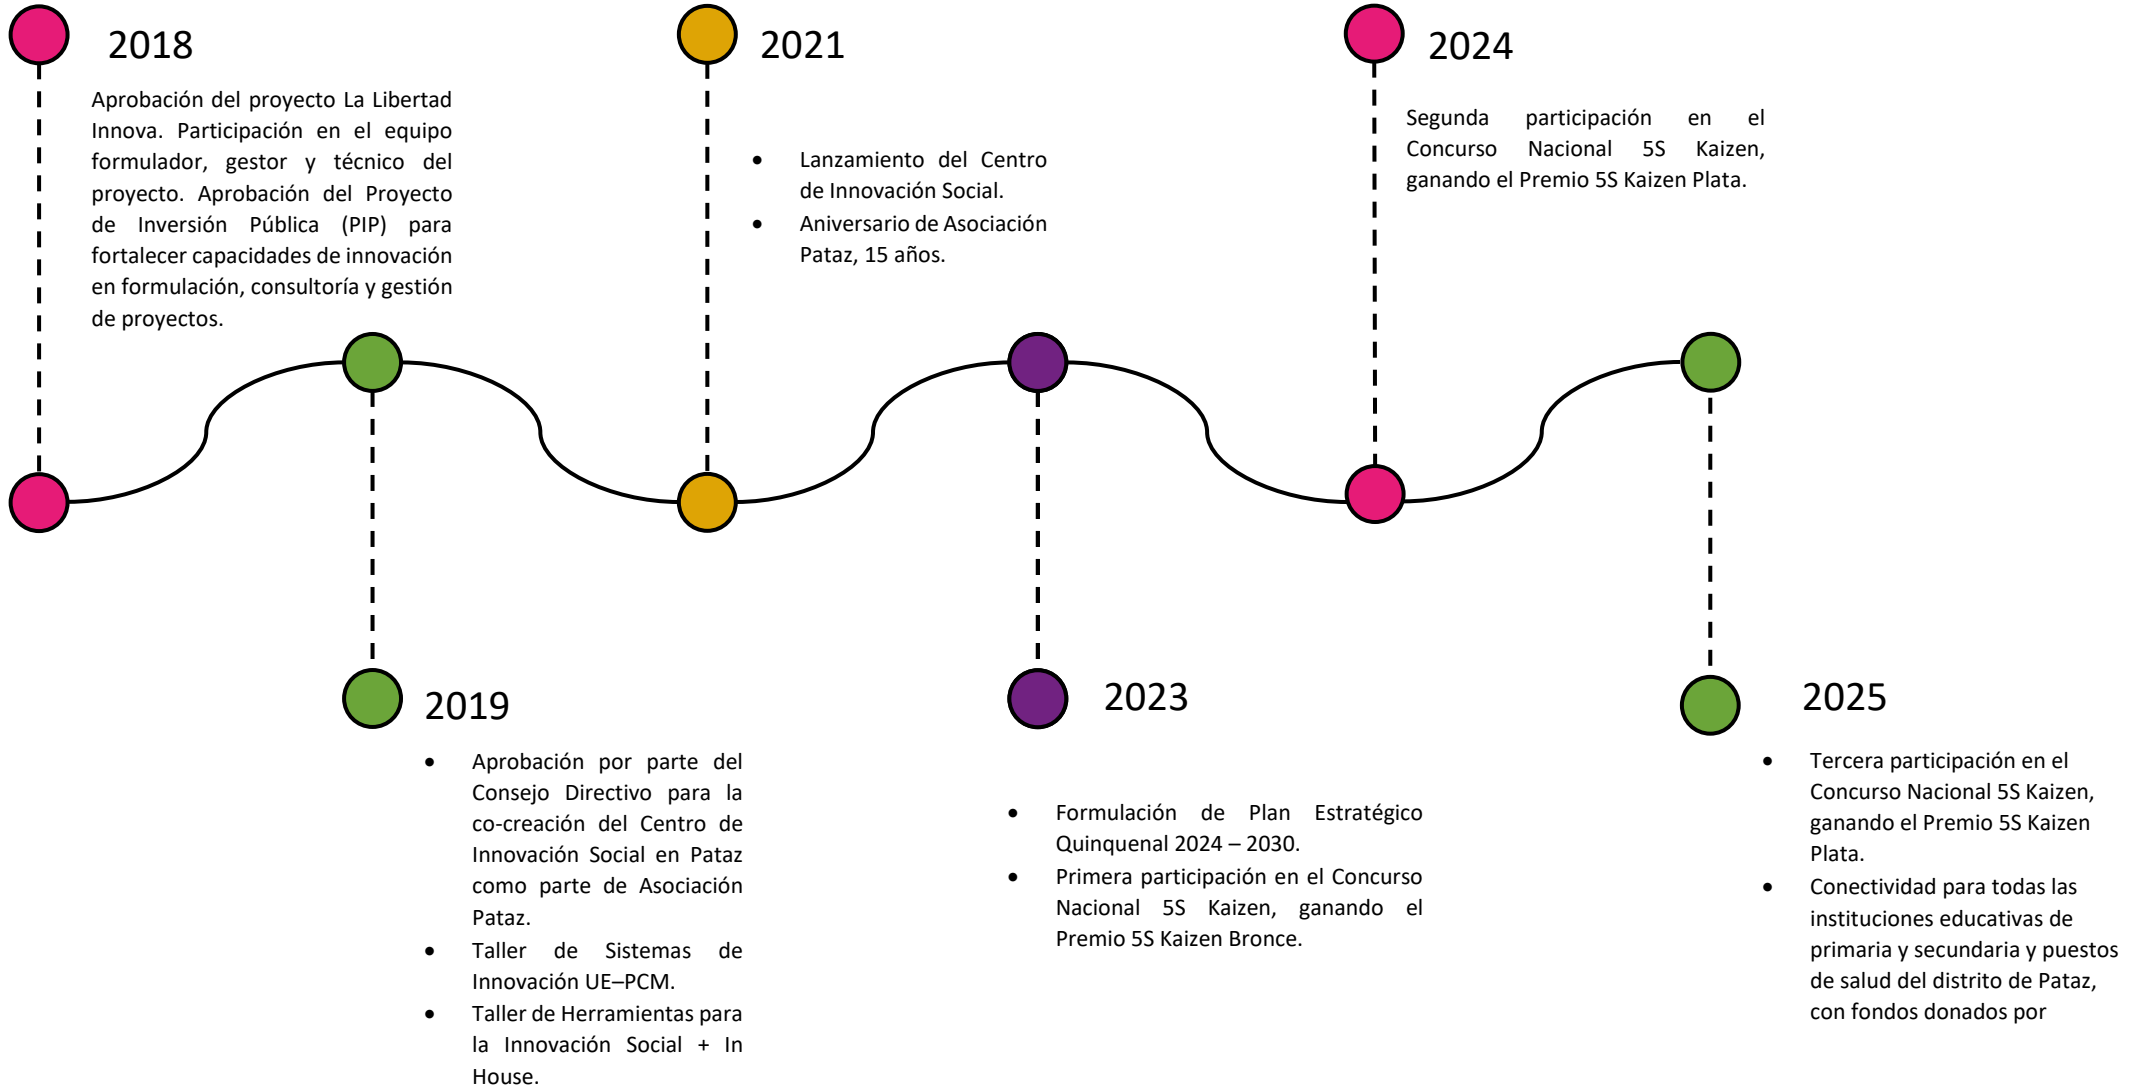 2018
Aprobación del proyecto La Libertad
Innova. Participación en el equipo
formulador, gestor y técnico del
proyecto. Aprobación del Proyecto
de Inversión Pública (PIP) para
fortalecer capacidades de innovación
en formulación, consultoría y gestión
de proyectos.
2019
• Aprobación por parte del
Consejo Directivo para la
co-creación del Centro de
Innovación Social en Pataz
como parte de Asociación
Pataz.
• Taller de Sistemas de
Innovación UE–PCM.
• Taller de Herramientas para
la Innovación Social + In
House.
2021
• Lanzamiento del Centro
de Innovación Social.
• Aniversario de Asociación
Pataz, 15 años.
2023
• Formulación de Plan Estratégico
Quinquenal 2024 – 2030.
• Primera participación en el Concurso
Nacional 5S Kaizen, ganando el
Premio 5S Kaizen Bronce.
2024
Segunda participación en el
Concurso Nacional 5S Kaizen,
ganando el Premio 5S Kaizen Plata.
2025
• Tercera participación en el
Concurso Nacional 5S Kaizen,
ganando el Premio 5S Kaizen
Plata.
• Conectividad para todas las
instituciones educativas de
primaria y secundaria y puestos
de salud del distrito de Pataz,
con fondos donados por